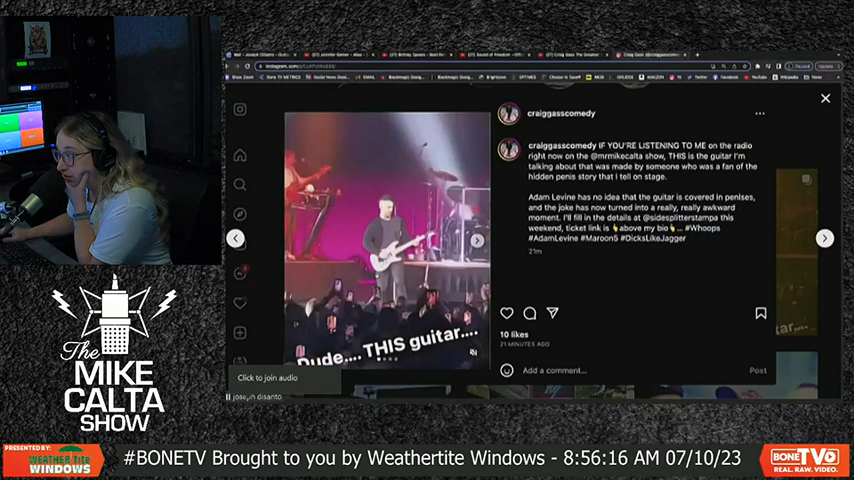 instagram.com/
craiggasscomedy
craiggasscomedy IF YOU'RE LISTENING TO ME on the radio
right now on the @mrmikecalta show, THIS is the guitar I'm
talking about that was made by someone who was a fan of the
hidden penis story that i tell on stage.
Adam Levine has no idea that the guitar is covered in penises,
and the joke has now turned into a really, really awkward
moment. I'll fill in the details at @sidesplitterstampa this
weekend, ticket link is 👆above my bio👆... #Whoops
#AdamLevine #Maroon5 #DicksLikeJagger
21m
Dude.... THIS guitar....
10 likes
21 MINUTES AGO
Add a comment...
Post
Click to join audio
joseph disanto
The
MIKE
CALTA
SHOW
PRESENTED BY:
WEATHER TITE
WINDOWS
#BONETV Brought to you by Weathertite Windows - 8:56:16 AM 07/10/23
BONE TV
REAL. RAW. VIDEO.